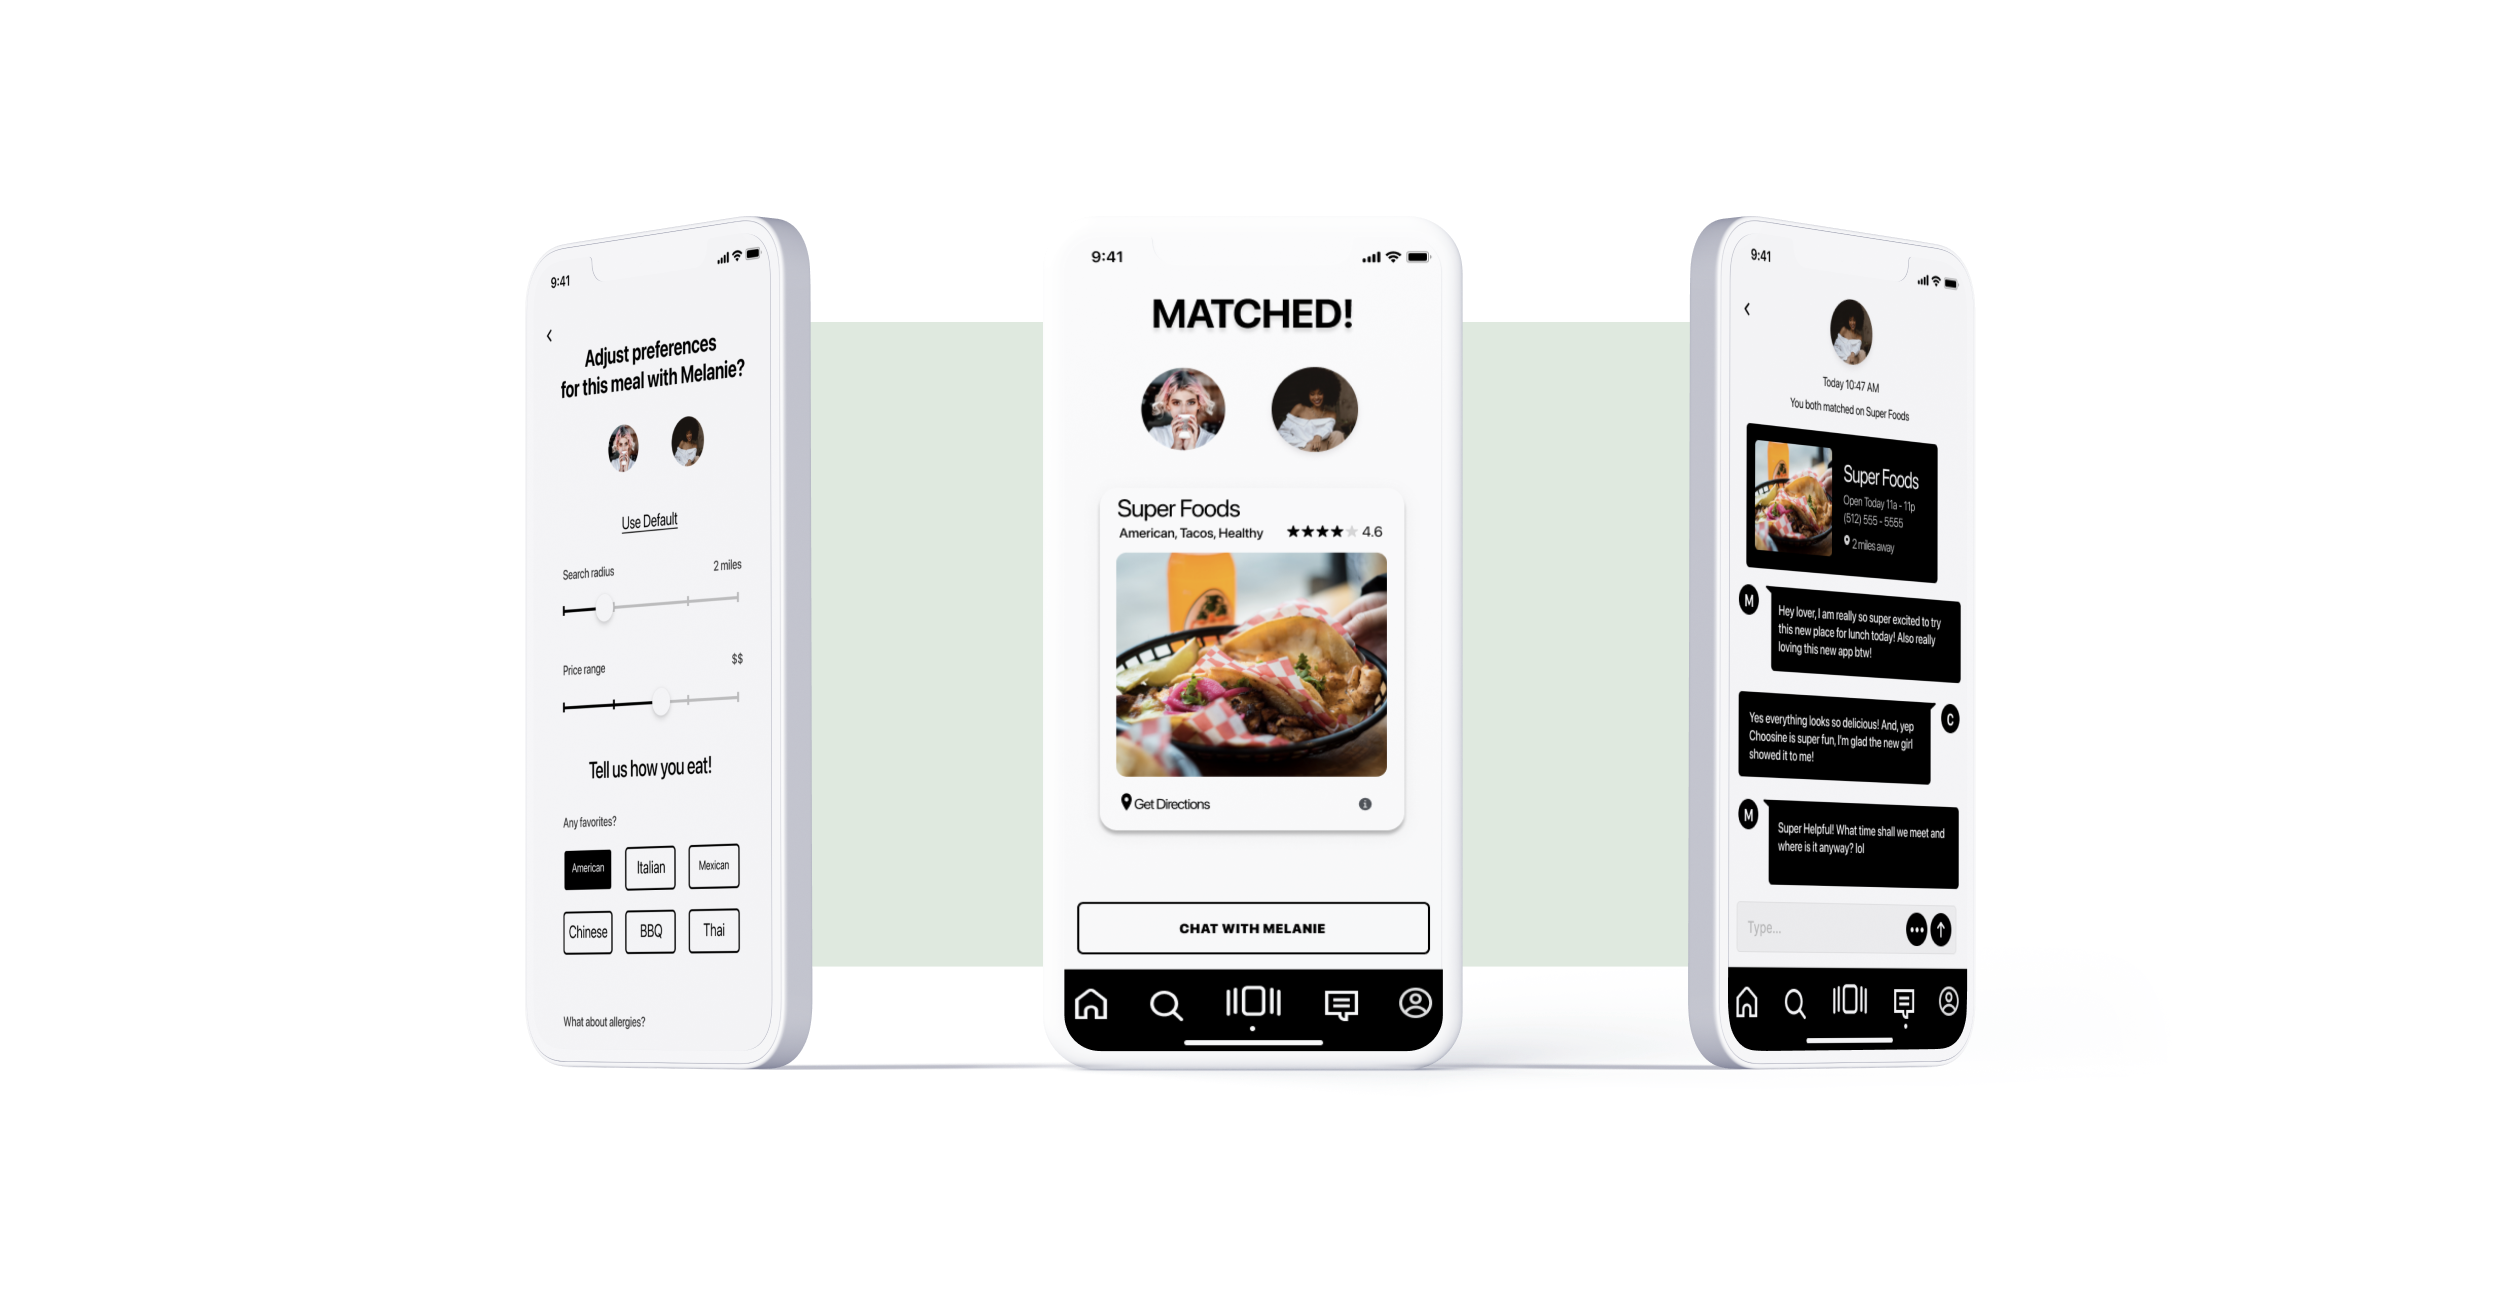 9:41
Adjust preferences
for this meal with Melanie?
Use Default
Search radius 2 miles
Price range $$
Tell us how you eat!
Any favorites?
American Italian Mexican
Chinese BBQ Thai
What about allergies?
9:41
MATCHED!
Super Foods
American, Tacos, Healthy 4.6
Get Directions
CHAT WITH MELANIE
9:41
Today 10:47 AM
You both matched on Super Foods
Super Foods
Open Today 11a - 11p
(512) 555 - 5555
2 miles away
M
Hey lover, I am really so super excited to try
this new place for lunch today! Also really
loving this new app btw!
Yes everything looks so delicious! And, yep
Choosine is super fun, I'm glad the new girl
showed it to me!
C
M
Super Helpful! What time shall we meet and
where is it anyway? lol
Type...